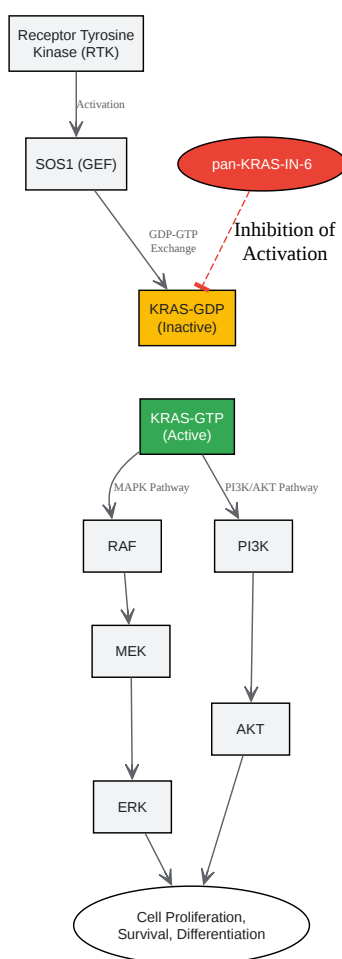 Receptor Tyrosine
Kinase (RTK)
Activation
SOS1 (GEF)
pan-KRAS-IN-6
GDP-GTP
Exchange
Inhibition of
Activation
KRAS-GDP
(Inactive)
KRAS-GTP
(Active)
MAPK Pathway
PI3K/AKT Pathway
RAF
PI3K
MEK
AKT
ERK
Cell Proliferation,
Survival, Differentiation